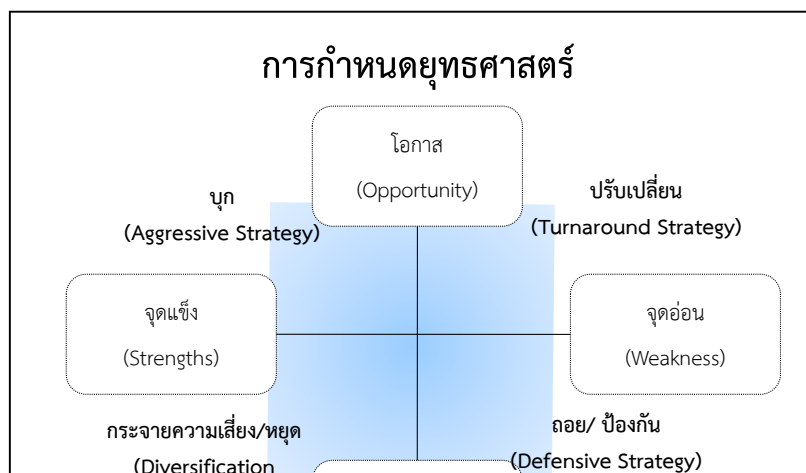 การกำหนดยุทธศาสตร์
โอกาส
(Opportunity)
บุก
(Aggressive Strategy)
ปรับเปลี่ยน
(Turnaround Strategy)
จุดแข็ง
(Strengths)
จุดอ่อน
(Weakness)
กระจายความเสี่ยง/หยุด
(Diversification
ถอย/ ป้องกัน
(Defensive Strategy)